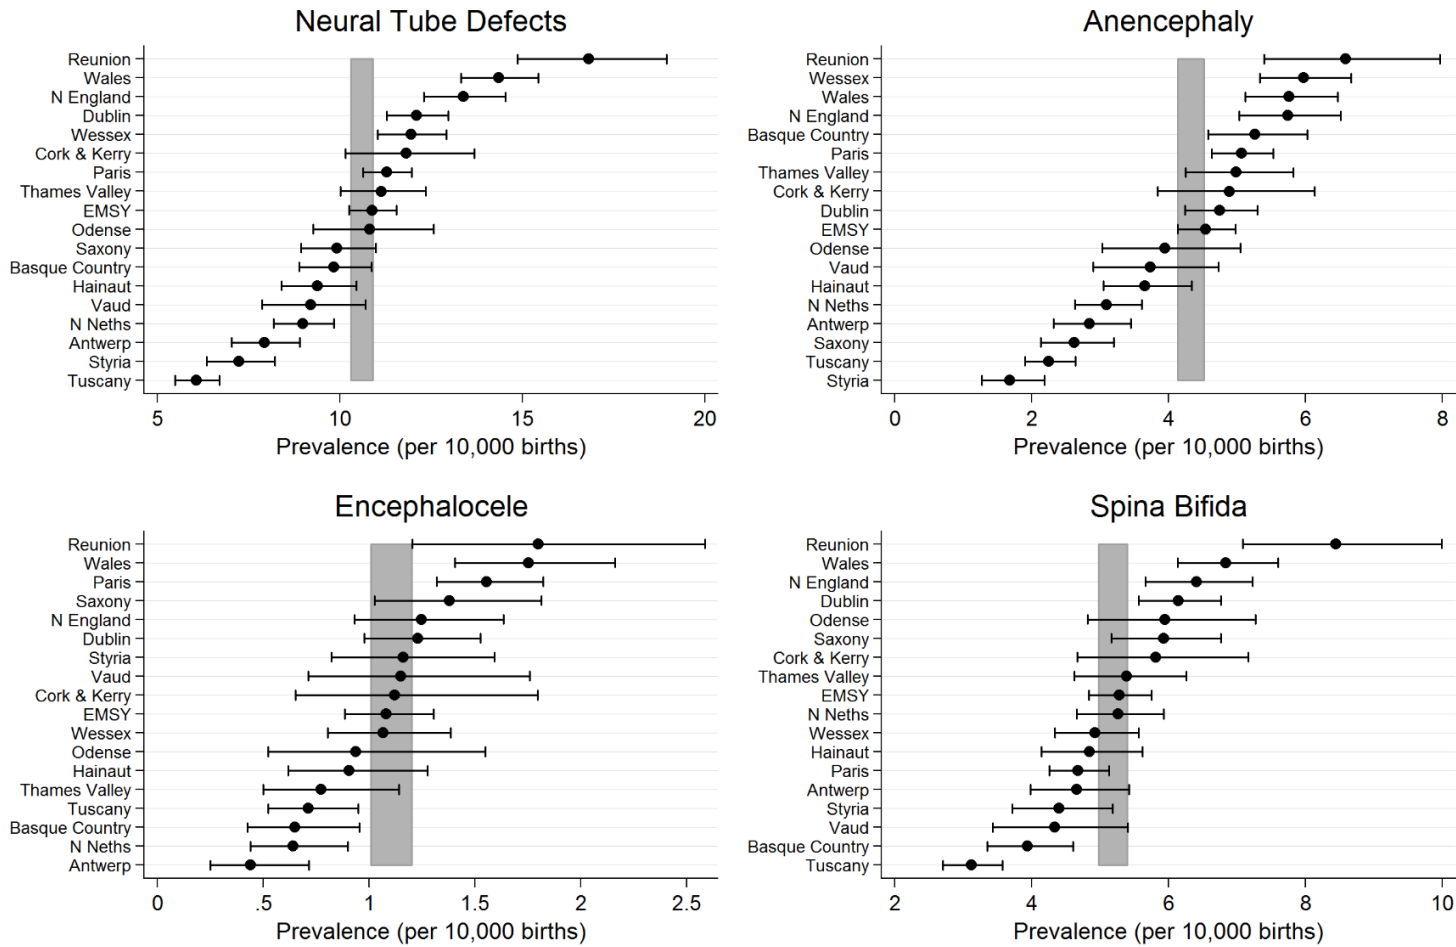 Neural Tube Defects
Reunion
Wales
N England
Dublin
Wessex
Cork & Kerry
Paris
Thames Valley
EMSY
Odense
Saxony
Basque Country
Hainaut
Vaud
N Neths
Antwerp
Styria
Tuscany
5 10 15 20
Prevalence (per 10,000 births)
Anencephaly
Reunion
Wessex
Wales
N England
Basque Country
Paris
Thames Valley
Cork & Kerry
Dublin
EMSY
Odense
Vaud
Hainaut
N Neths
Antwerp
Saxony
Tuscany
Styria
0 2 4 6 8
Prevalence (per 10,000 births)
Encephalocele
Reunion
Wales
Paris
Saxony
N England
Dublin
Styria
Vaud
Cork & Kerry
EMSY
Wessex
Odense
Hainaut
Thames Valley
Tuscany
Basque Country
N Neths
Antwerp
0 .5 1 1.5 2 2.5
Prevalence (per 10,000 births)
Spina Bifida
Reunion
Wales
N England
Dublin
Odense
Saxony
Cork & Kerry
Thames Valley
EMSY
N Neths
Wessex
Hainaut
Paris
Antwerp
Styria
Vaud
Basque Country
Tuscany
2 4 6 8 10
Prevalence (per 10,000 births)